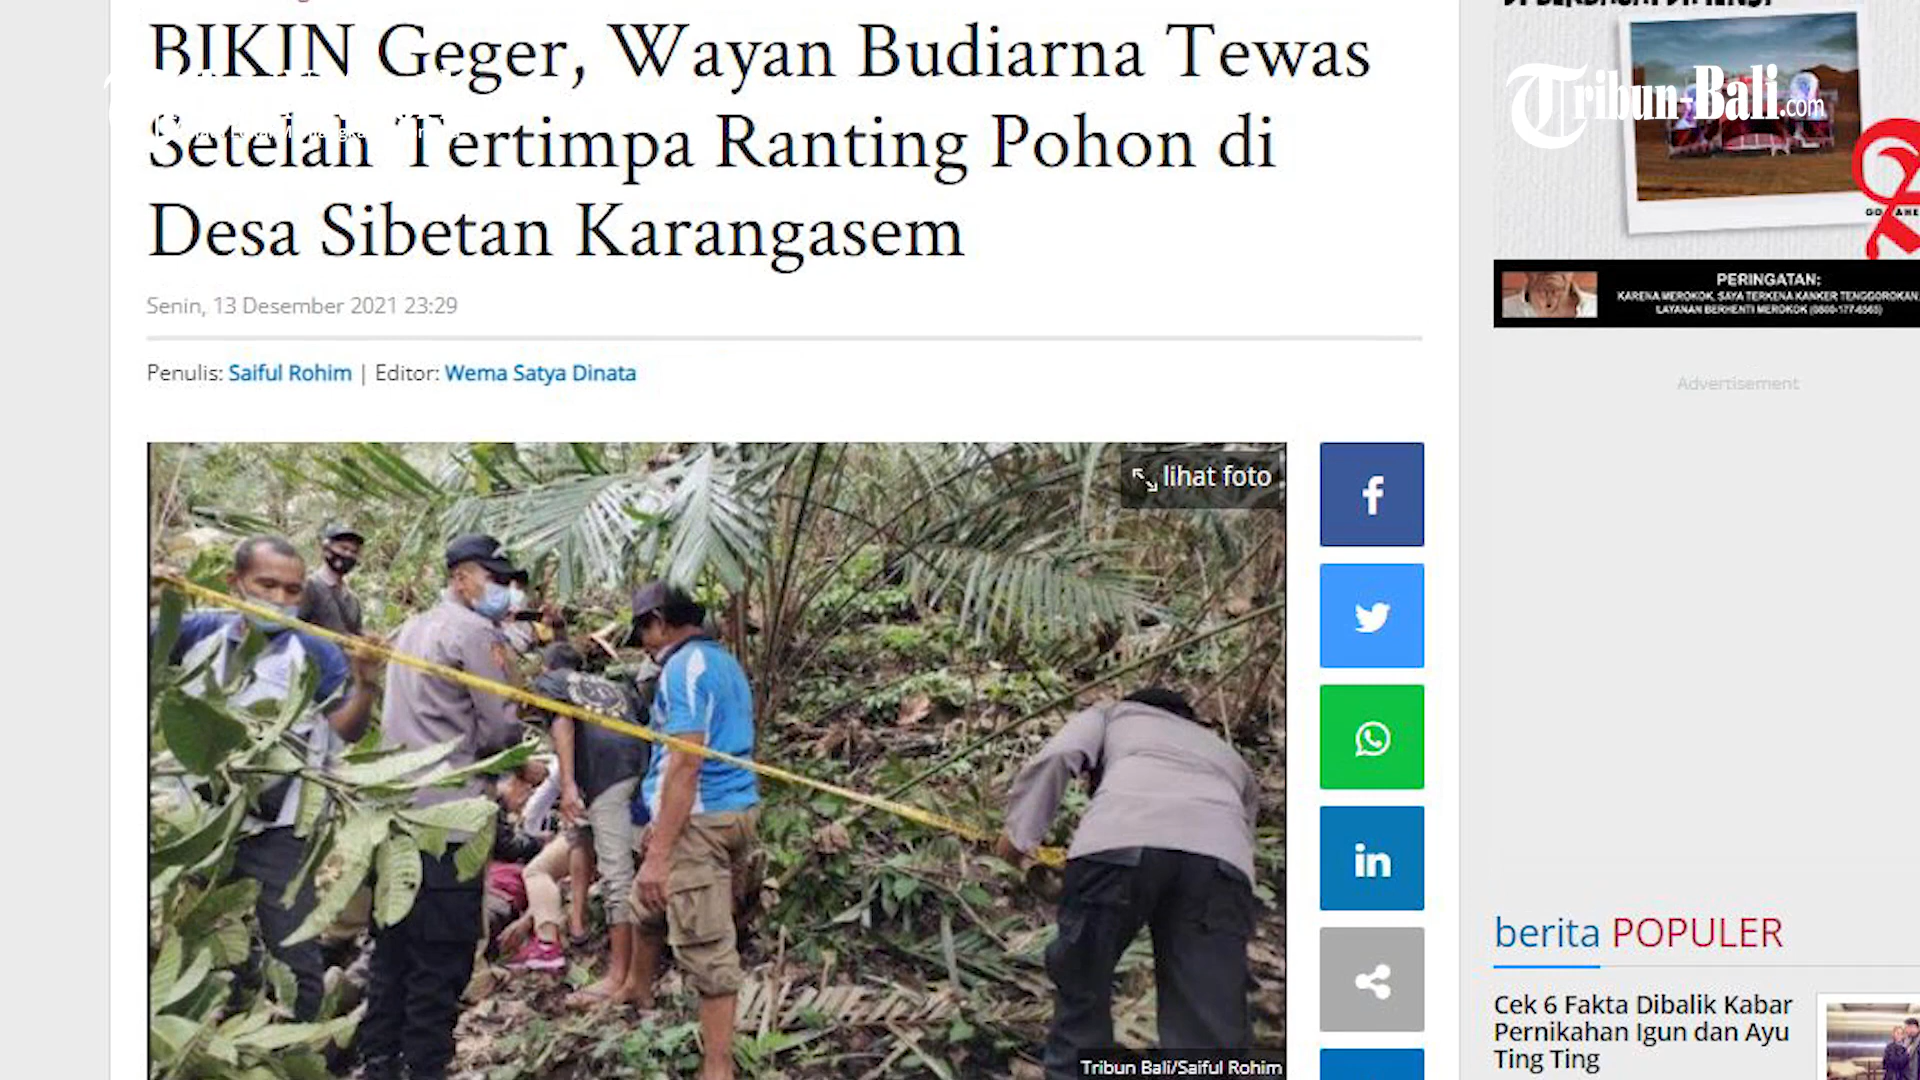 BIKIN Geger, Wayan Budiarna Tewas
Setelah Tertimpa Ranting Pohon di
Desa Sibetan Karangasem
Senin, 13 Desember 2021 23:29
Penulis: Saiful Rohim | Editor: Wema Satya Dinata
lihat foto
Tribun Bali/Saiful Rohim
Tribun-Bali.com
PERINGATAN:
KARENA MEROKOK, SAYA TERKENA KANKER TENGGOROKAN.
LAYANAN BERHENTI MEROKOK (0800-177-6565)
Advertisement
berita POPULER
Cek 6 Fakta Dibalik Kabar
Pernikahan Igun dan Ayu
Ting Ting